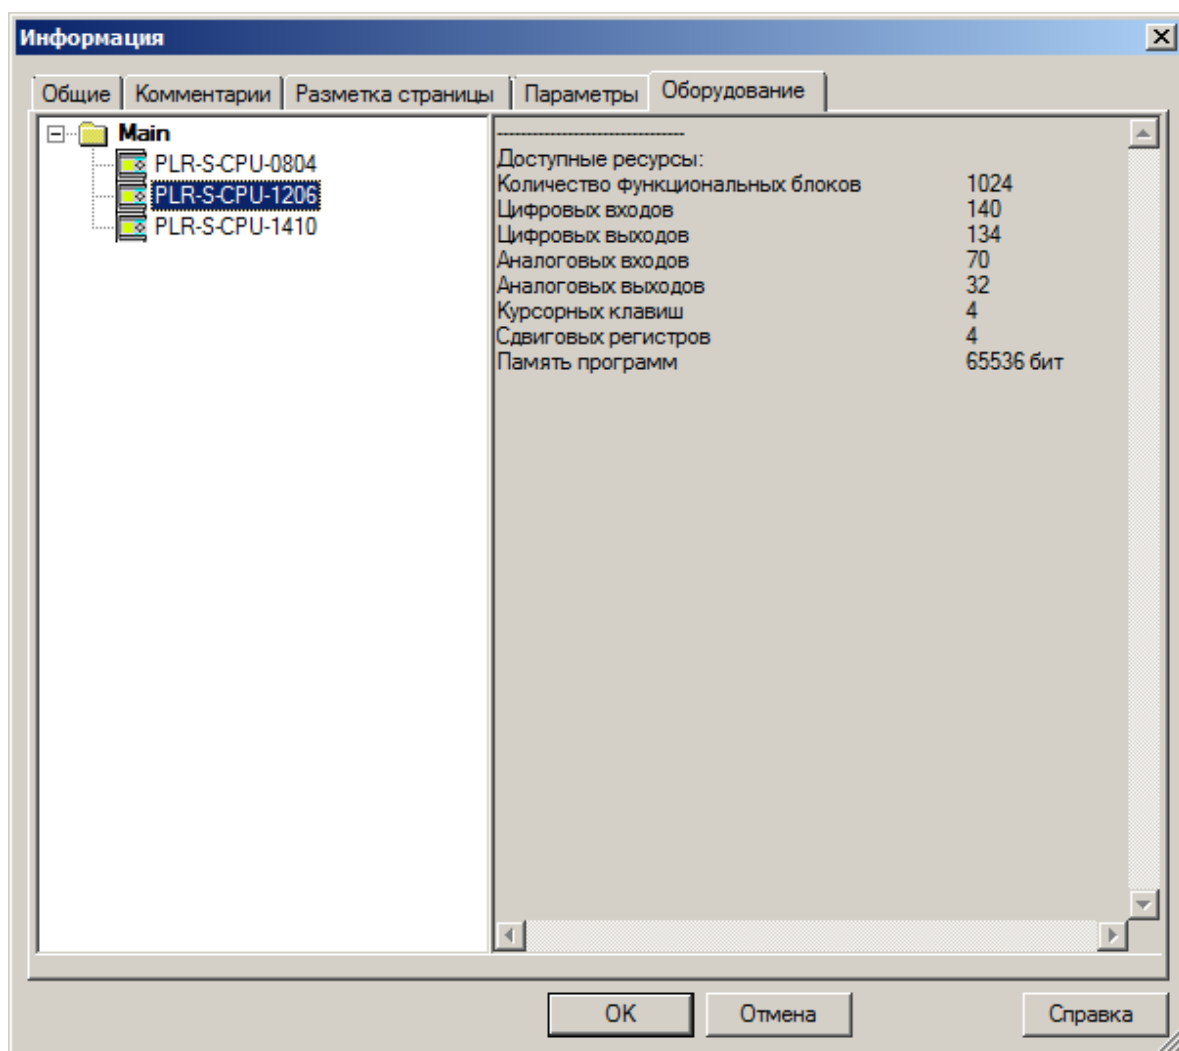 Информация
Общие Комментарии Разметка страницы Параметры Оборудование
Main
PLR-S-CPU-0804
PLR-S-CPU-1206
PLR-S-CPU-1410
--------------------------------
Доступные ресурсы:
Количество функциональных блоков 1024
Цифровых входов 140
Цифровых выходов 134
Аналоговых входов 70
Аналоговых выходов 32
Курсорных клавиш 4
Сдвиговых регистров 4
Память программ 65536 бит
OK Отмена Справка